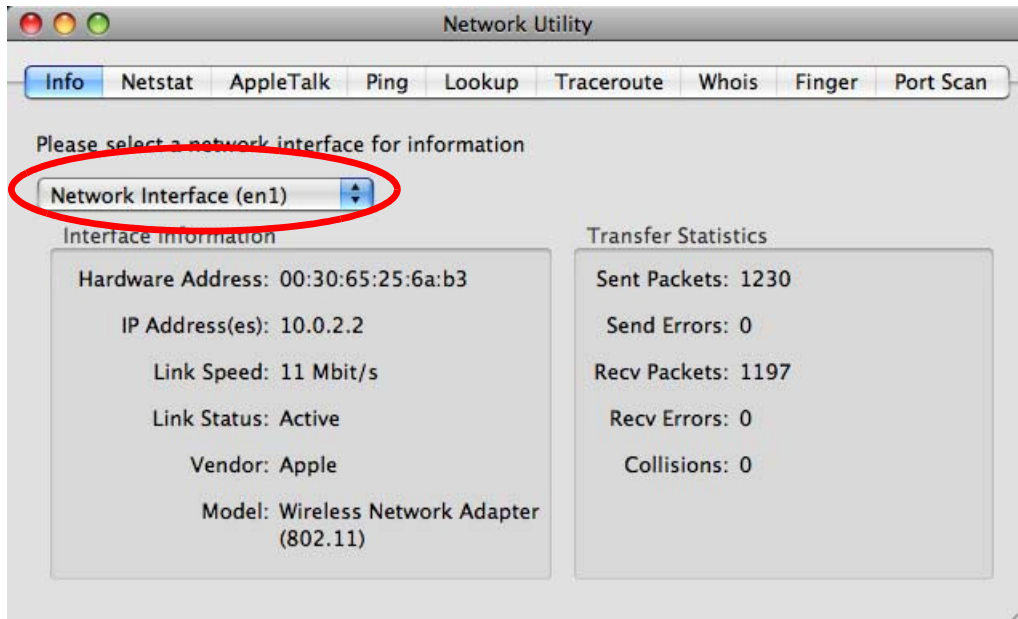 Network Utility
Info Netstat AppleTalk Ping Lookup Traceroute Whois Finger Port Scan
Please select a network interface for information
Network Interface (en1)
Interface Information
Hardware Address: 00:30:65:25:6a:b3
IP Address(es): 10.0.2.2
Link Speed: 11 Mbit/s
Link Status: Active
Vendor: Apple
Model: Wireless Network Adapter
(802.11)
Transfer Statistics
Sent Packets: 1230
Send Errors: 0
Recv Packets: 1197
Recv Errors: 0
Collisions: 0